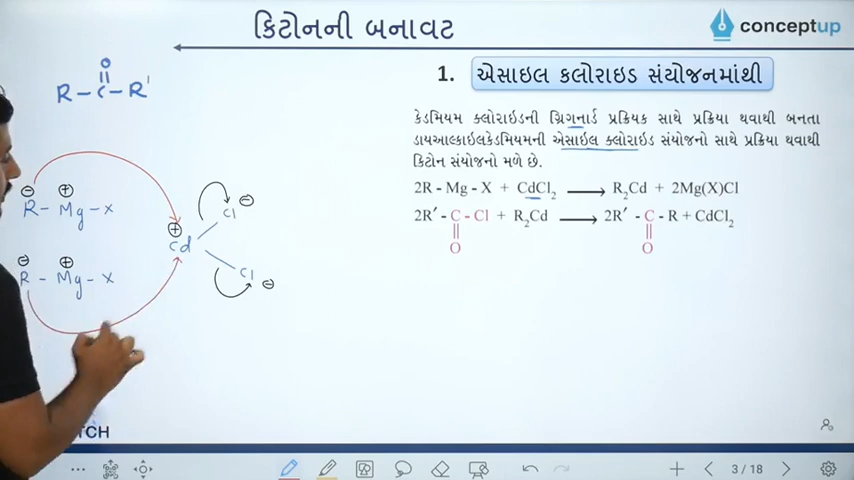 કિટોનની બનાવટ
conceptup
1. એસાઇલ ક્લોરાઇડ સંયોજનમાંથી
કેડમિયમ ક્લોરાઇડની ગ્રિગનાર્ડ પ્રક્રિયક સાથે પ્રક્રિયા થવાથી બનતા
ડાયઆલ્કાઇલકેડમિયમની એસાઇલ ક્લોરાઇડ સંયોજનો સાથે પ્રક્રિયા થવાથી
કિટોન સંયોજનો મળે છે.
2R - Mg - X + CdCl₂ ⟶ R₂Cd + 2Mg(X)Cl
2R′ - C - Cl + R₂Cd ⟶ 2R′ - C - R + CdCl₂
|| ||
O O
O
||
R - C - R'
⊖ ⊕
R - Mg - X
⊖ ⊕
R - Mg - X
Cl ⊖
⊕
Cd
Cl ⊖
TCH
3 / 18